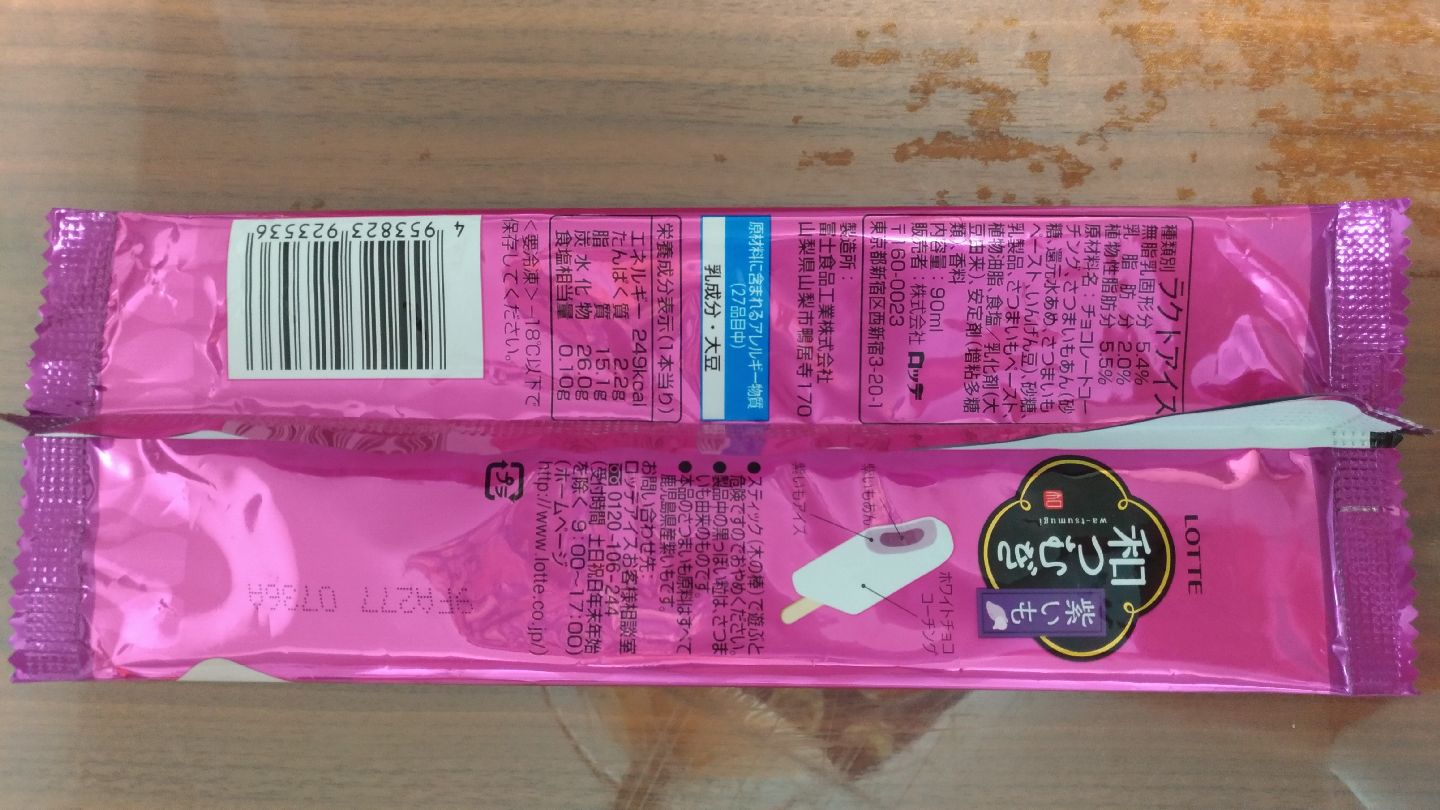 種類別 ラクトアイス
無脂乳固形分 5.4%
乳脂肪分 2.0%
植物性脂肪分 5.5%
原材料名:チョコレートコー
チング、さつまいもあん(砂
糖、還元水あめ、さつまいも
ペースト、いんげん豆)、砂糖、
乳製品、さつまいもペースト、
植物油脂、食塩/乳化剤(大
豆由来)、安定剤(増粘多糖
類)、香料
内容量:90ml
販売者:株式会社 ロッテ
〒160-0023
東京都新宿区西新宿3-20-1
製造所:
富士食品工業株式会社
山梨県山梨市鴨居寺170
原材料に含まれるアレルギー物質
(27品目中)
乳成分・大豆
栄養成分表示(1本当り)
エネルギー 249kcal
たんぱく質 2.2g
脂質 15.1g
炭水化物 26.0g
食塩相当量 0.10g
<要冷凍>-18℃以下で
保存してください。
4 953823 923536
LOTTE
和つむぎ
wa-tsumugi
和
紫いも
ホワイトチョコ
コーチング
紫いもあん
紫いもアイス
●スティック(木の棒)で遊ぶと
危険ですのでおやめください。
●製品中の黒っぽい粒は、さつま
いも由来のものです。
●本品のさつまいも原料はすべて
鹿児島県産紫いもです。
お問い合わせ先:
ロッテアイスお客様相談室
0120-106-244
(受付時間 土日祝日年末年始
を除く 9:00~17:00)
(ホームページ
http://www.lotte.co.jp/)
プラ